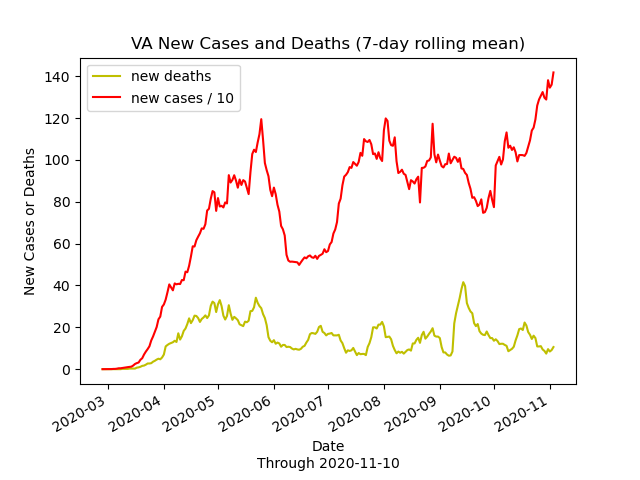 VA New Cases and Deaths (7-day rolling mean)
new deaths
new cases / 10
New Cases or Deaths
140
120
100
80
60
40
20
0
2020-03
2020-04
2020-05
2020-06
2020-07
2020-08
2020-09
2020-10
2020-11
Date
Through 2020-11-10